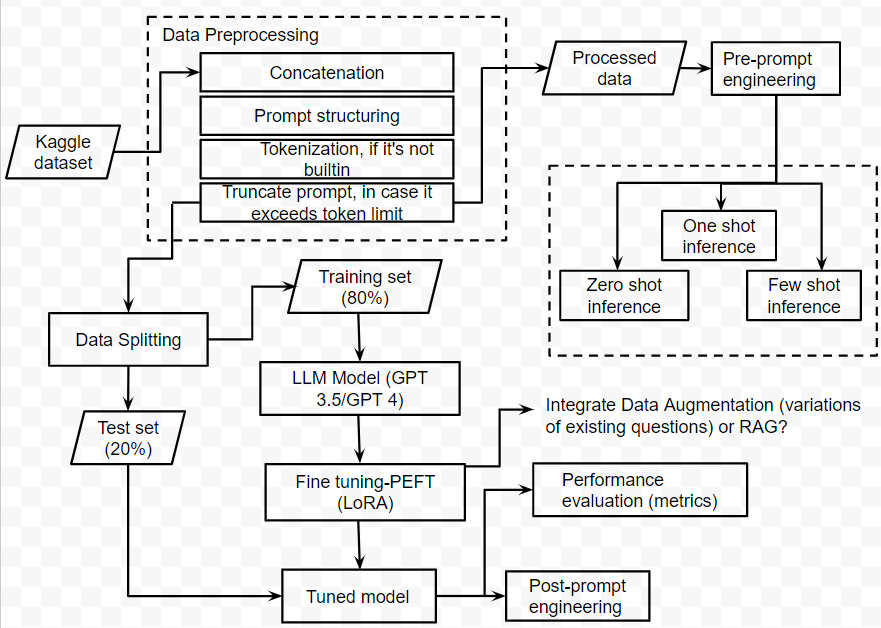 Data Preprocessing
Concatenation
Prompt structuring
Tokenization, if it's not
builtin
Truncate prompt, in case it
exceeds token limit
Kaggle
dataset
Processed
data
Pre-prompt
engineering
One shot
inference
Zero shot
inference
Few shot
inference
Data Splitting
Training set
(80%)
LLM Model (GPT
3.5/GPT 4)
Test set
(20%)
Fine tuning-PEFT
(LoRA)
Integrate Data Augmentation (variations
of existing questions) or RAG?
Performance
evaluation (metrics)
Tuned model
Post-prompt
engineering